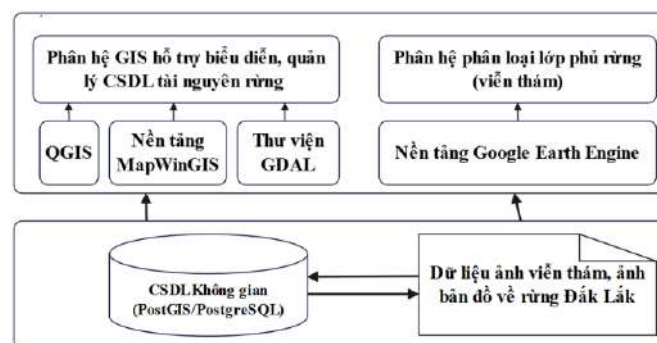 Phân hệ GIS hỗ trợ biểu diễn, quản
lý CSDL tài nguyên rừng
Phân hệ phân loại lớp phủ rừng
(viễn thám)
QGIS
Nền tảng
MapWinGIS
Thư viện
GDAL
Nền tảng Google Earth Engine
CSDL Không gian
(PostGIS/PostgreSQL)
Dữ liệu ảnh viễn thám, ảnh
bản đồ về rừng Đắk Lắk